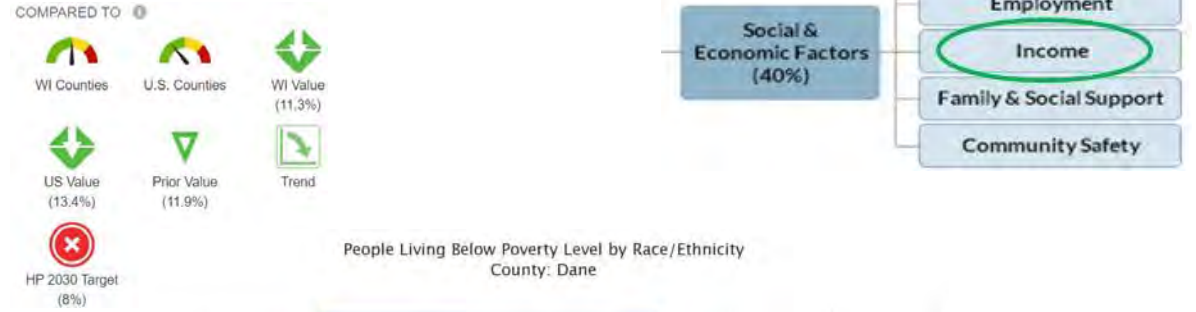 COMPARED TO
WI Counties
U.S. Counties
WI Value
(11.3%)
US Value
(13.4%)
Prior Value
(11.9%)
Trend
HP 2030 Target
(8%)
Social &
Economic Factors
(40%)
Employment
Income
Family & Social Support
Community Safety
People Living Below Poverty Level by Race/Ethnicity
County: Dane